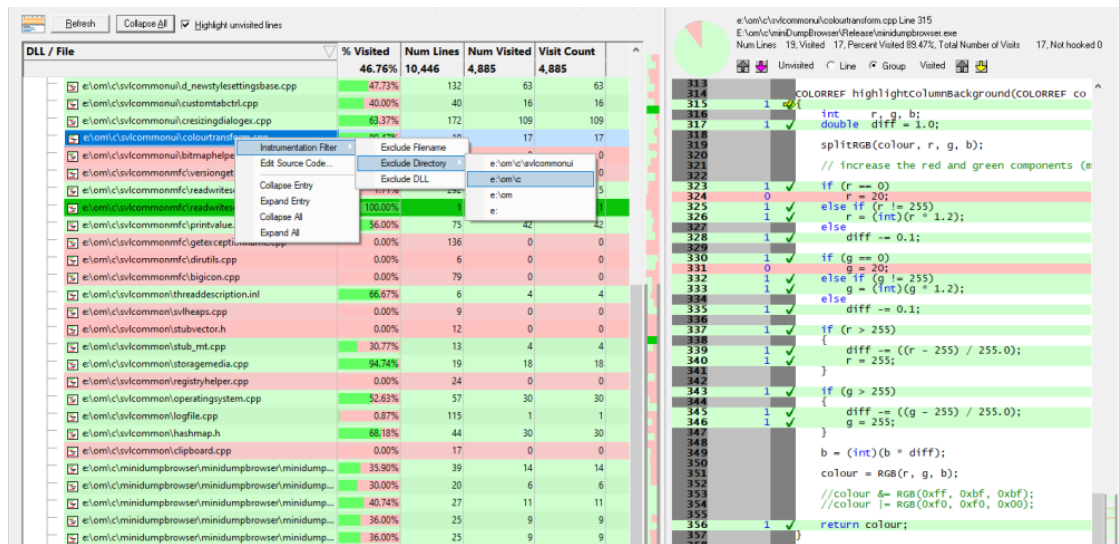 Refresh Collapse All Highlight unvisited lines
DLL / File % Visited Num Lines Num Visited Visit Count
46.76% 10,446 4,885 4,885
e:\om\c\svlcommonui\d_newstylesettingsbase.cpp 47.73% 132 63 63
e:\om\c\svlcommonui\customtabctrl.cpp 40.00% 40 16 16
e:\om\c\svlcommonui\cresizingdialogex.cpp 63.37% 172 109 109
e:\om\c\svlcommonui\colourtransform.cpp 89.47% 19 17 17
e:\om\c\svlcommonui\bitmaphelpe 0
e:\om\c\svlcommonmfc\versionget 0
e:\om\c\svlcommonmfc\readwrites 1.71% 292 5
e:\om\c\svlcommonmfc\readwrites 100.00% 1
e:\om\c\svlcommonmfc\printvalue. 56.00% 75 42 42
e:\om\c\svlcommonmfc\getexceptionname.cpp 0.00% 136 0 0
e:\om\c\svlcommonmfc\dirutils.cpp 0.00% 6 0 0
e:\om\c\svlcommonmfc\bigicon.cpp 0.00% 79 0 0
e:\om\c\svlcommon\threaddescription.inl 66.67% 6 4 4
e:\om\c\svlcommon\svlheaps.cpp 0.00% 9 0 0
e:\om\c\svlcommon\stubvector.h 0.00% 12 0 0
e:\om\c\svlcommon\stub_mt.cpp 30.77% 13 4 4
e:\om\c\svlcommon\storagemedia.cpp 94.74% 19 18 18
e:\om\c\svlcommon\registryhelper.cpp 0.00% 24 0 0
e:\om\c\svlcommon\operatingsystem.cpp 52.63% 57 30 30
e:\om\c\svlcommon\logfile.cpp 0.87% 115 1 1
e:\om\c\svlcommon\hashmap.h 68.18% 44 30 30
e:\om\c\svlcommon\clipboard.cpp 0.00% 17 0 0
e:\om\c\minidumpbrowser\minidumpbrowser\minidump... 35.90% 39 14 14
e:\om\c\minidumpbrowser\minidumpbrowser\minidump... 30.00% 20 6 6
e:\om\c\minidumpbrowser\minidumpbrowser\minidump... 40.74% 27 11 11
e:\om\c\minidumpbrowser\minidumpbrowser\minidump... 36.00% 25 9 9
e:\om\c\minidumpbrowser\minidumpbrowser\minidump... 36.00% 25 9 9
Instrumentation Filter
Edit Source Code...
Collapse Entry
Expand Entry
Collapse All
Expand All
Exclude Filename
Exclude Directory
Exclude DLL
e:\om\c\svlcommonui
e:\om\c
e:\om
e:
e:\om\c\svlcommonui\colourtransform.cpp Line 315
E:\om\c\miniDumpBrowser\Release\minidumpbrowser.exe
Num Lines 19, Visited 17, Percent Visited 89.47%, Total Number of Visits 17, Not hooked 0
Unvisited Line Group Visited
313
314 COLORREF highlightColumnBackground(COLORREF co
315 1 {
316 int r, g, b;
317 1 double diff = 1.0;
318
319 splitRGB(colour, r, g, b);
320
321 // increase the red and green components (m
322
323 1 if (r == 0)
324 0 r = 20;
325 1 else if (r != 255)
326 1 r = (int)(r * 1.2);
327 else
328 1 diff -= 0.1;
329
330 1 if (g == 0)
331 0 g = 20;
332 1 else if (g != 255)
333 1 g = (int)(g * 1.2);
334 else
335 1 diff -= 0.1;
336
337 1 if (r > 255)
338 {
339 1 diff -= ((r - 255) / 255.0);
340 1 r = 255;
341 }
342
343 1 if (g > 255)
344 {
345 1 diff -= ((g - 255) / 255.0);
346 1 g = 255;
347 }
348
349 b = (int)(b * diff);
350
351 colour = RGB(r, g, b);
352
353 //colour &= RGB(0xff, 0xbf, 0xbf);
354 //colour |= RGB(0xf0, 0xf0, 0x00);
355
356 1 return colour;
357 }